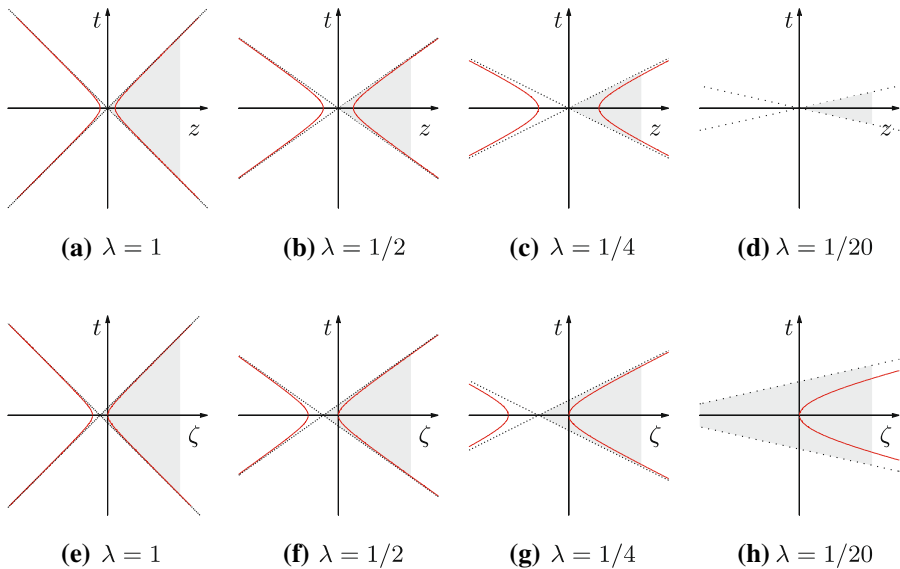 t
t
t
t
z
z
z
z
(a) λ = 1
(b) λ = 1/2
(c) λ = 1/4
(d) λ = 1/20
t
t
t
t
ζ
ζ
ζ
ζ
(e) λ = 1
(f) λ = 1/2
(g) λ = 1/4
(h) λ = 1/20